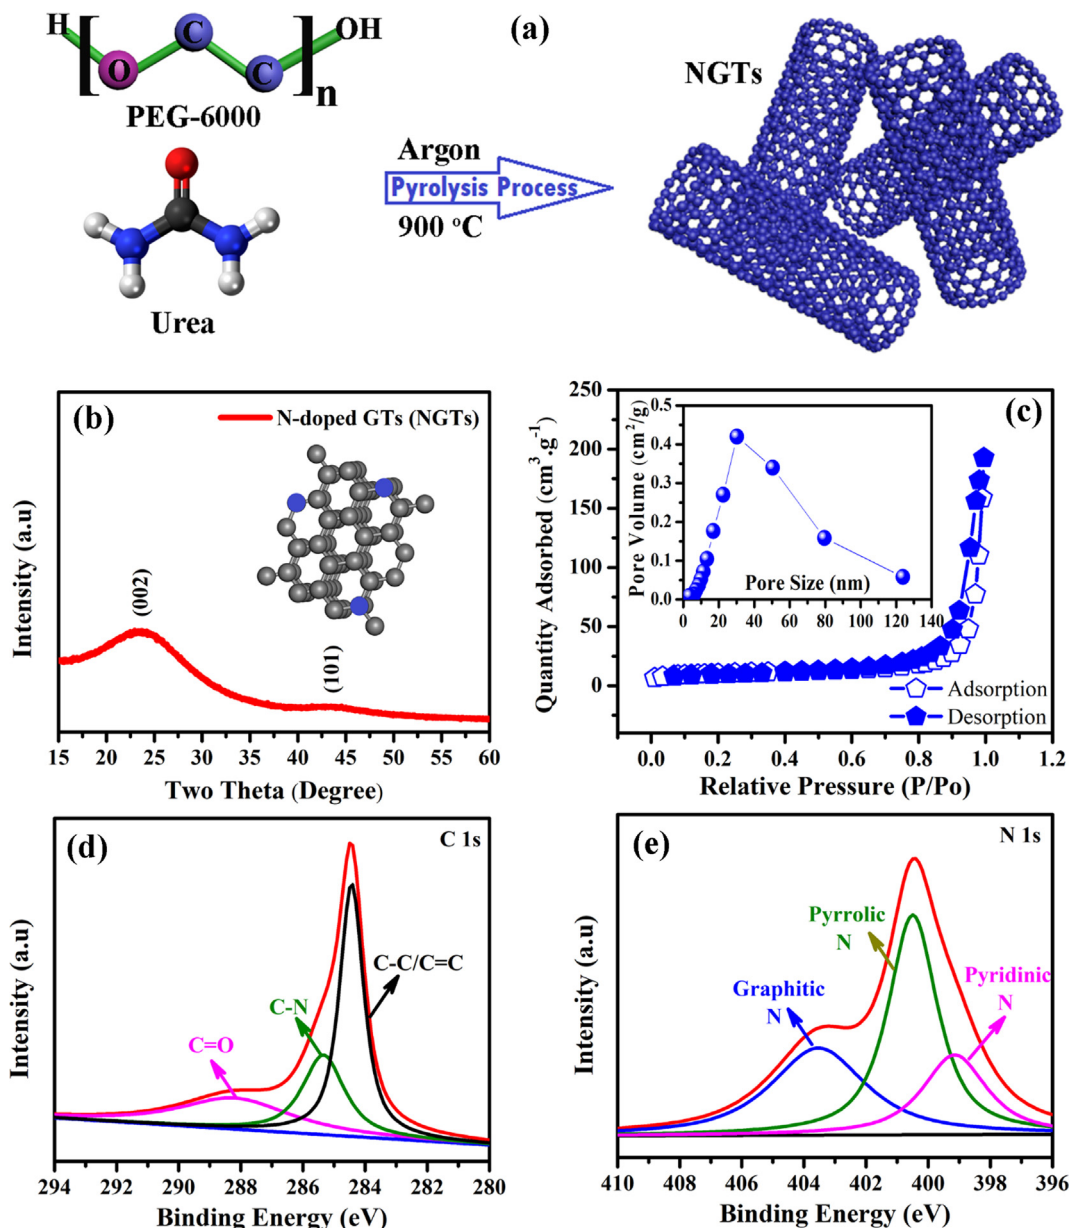 (a)
H
O
C
C
n
OH
PEG-6000
Urea
Argon
Pyrolysis Process
900 °C
NGTs
(b)
N-doped GTs (NGTs)
(002)
(101)
Intensity (a.u)
15 20 25 30 35 40 45 50 55 60
Two Theta (Degree)
(c)
Quantity Adsorbed (cm³.g⁻¹)
250
200
150
100
50
0
Pore Volume (cm²/g)
0.5
0.4
0.3
0.2
0.1
0.0
Pore Size (nm)
0 20 40 60 80 100 120 140
Adsorption
Desorption
0.0 0.2 0.4 0.6 0.8 1.0 1.2
Relative Pressure (P/Po)
(d)
C 1s
C-C/C=C
C-N
C=O
Intensity (a.u)
294 292 290 288 286 284 282 280
Binding Energy (eV)
(e)
N 1s
Pyrrolic
N
Graphitic
N
Pyridinic
N
Intensity (a.u)
410 408 406 404 402 400 398 396
Binding Energy (eV)